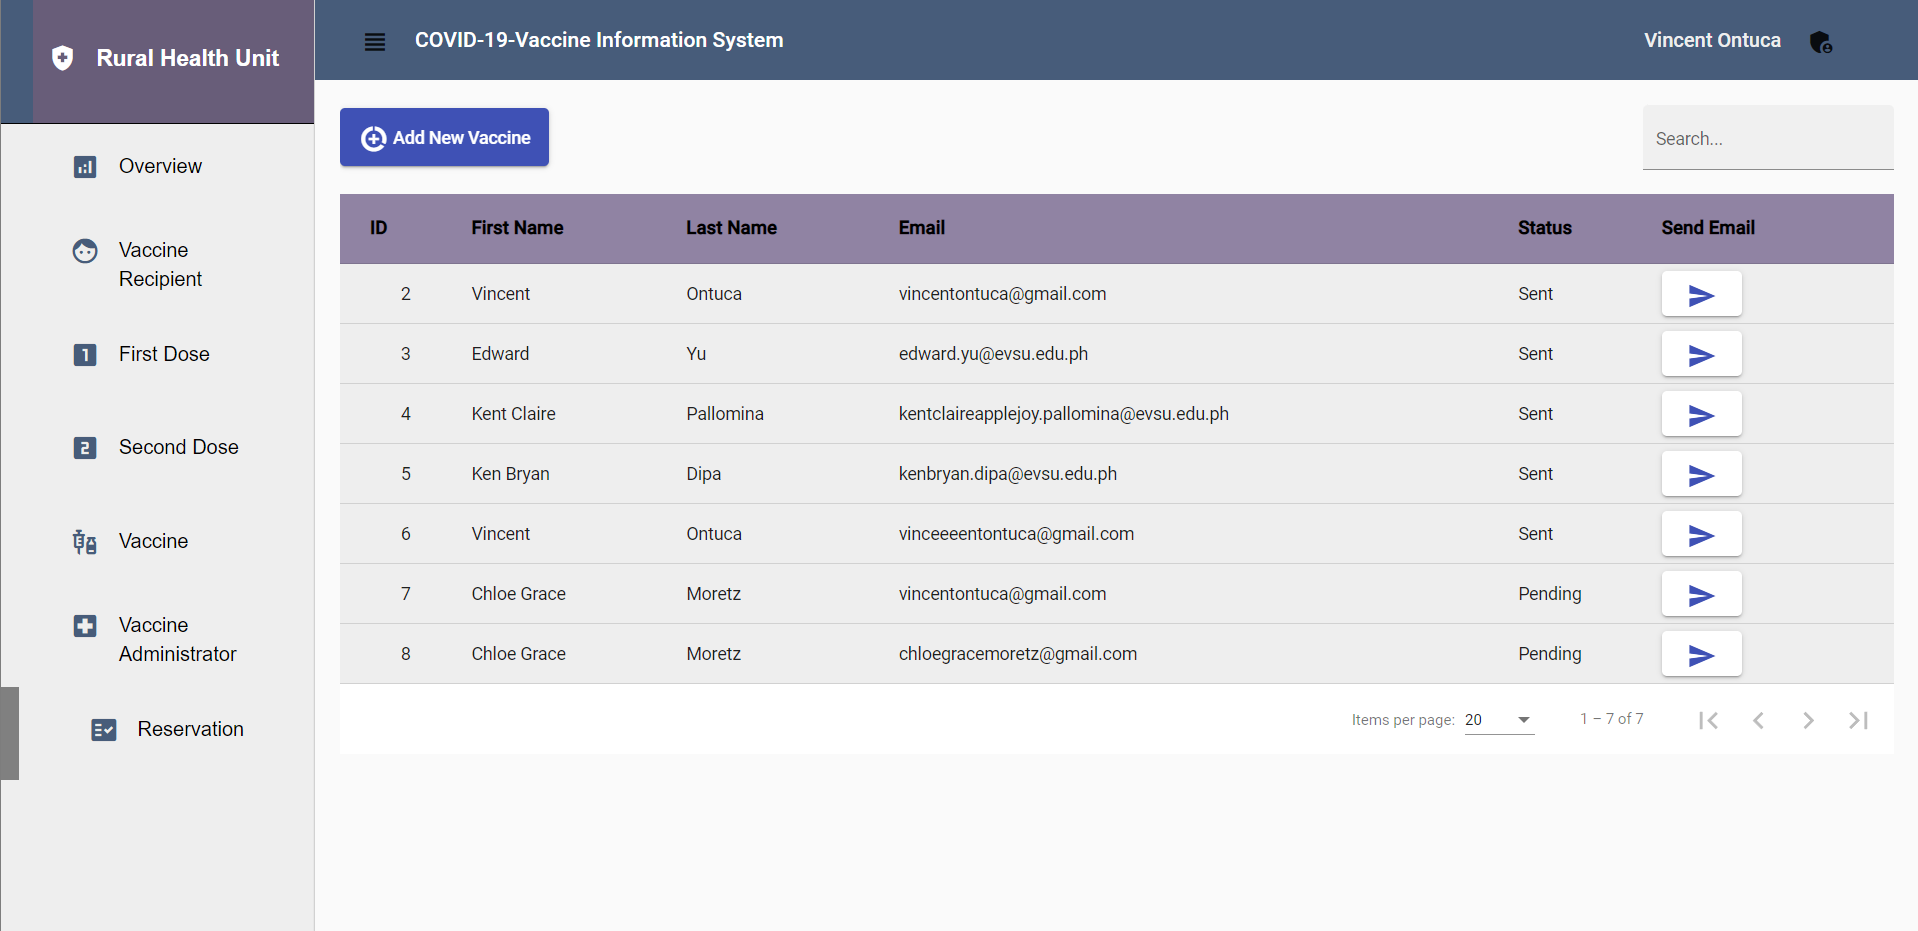 Rural Health Unit
COVID-19-Vaccine Information System
Vincent Ontuca
Overview
Vaccine
Recipient
1 First Dose
2 Second Dose
Vaccine
Vaccine
Administrator
Reservation
Add New Vaccine
Search...
ID First Name Last Name Email Status Send Email
2 Vincent Ontuca vincentontuca@gmail.com Sent
3 Edward Yu edward.yu@evsu.edu.ph Sent
4 Kent Claire Pallomina kentclaireapplejoy.pallomina@evsu.edu.ph Sent
5 Ken Bryan Dipa kenbryan.dipa@evsu.edu.ph Sent
6 Vincent Ontuca vinceeeentontuca@gmail.com Sent
7 Chloe Grace Moretz vincentontuca@gmail.com Pending
8 Chloe Grace Moretz chloegracemoretz@gmail.com Pending
Items per page: 20 1 – 7 of 7